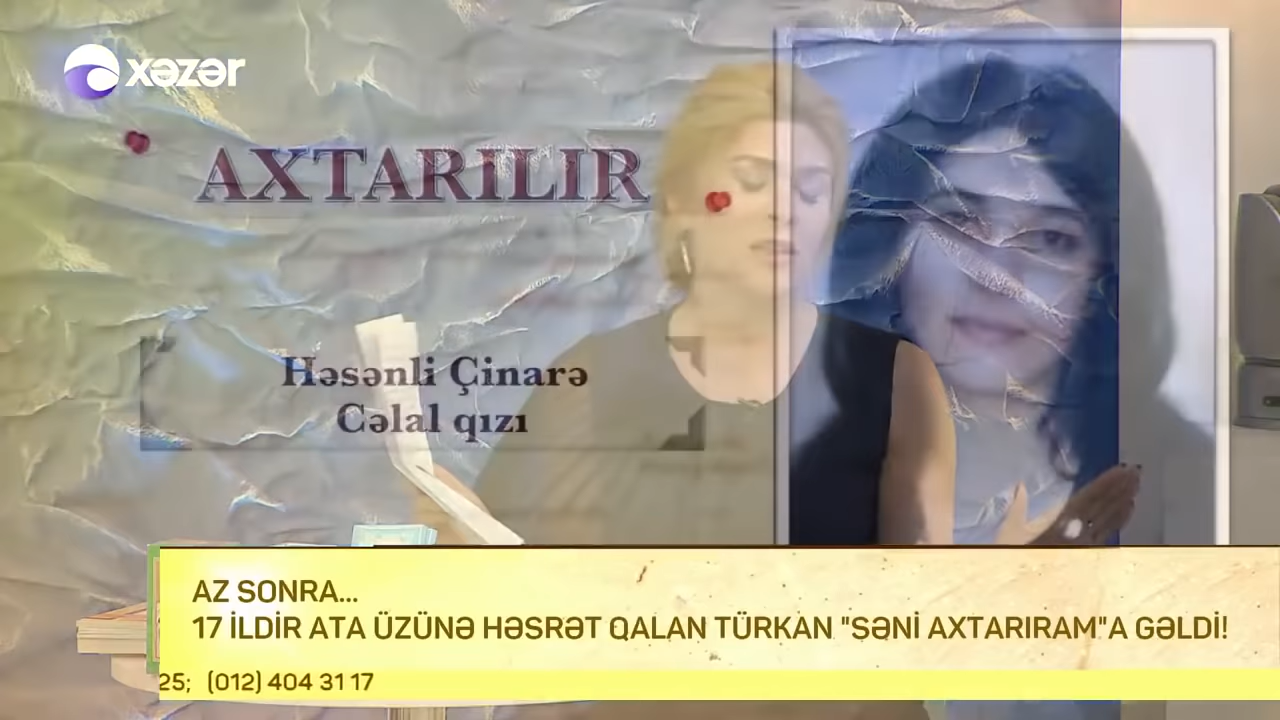 xəzər
AXTARILIR
Həsənli Çinarə
Cəlal qızı
AZ SONRA...
17 İLDİR ATA ÜZÜNƏ HƏSRƏT QALAN TÜRKAN "SƏNİ AXTARIRAM"A GƏLDİ!
25; (012) 404 31 17